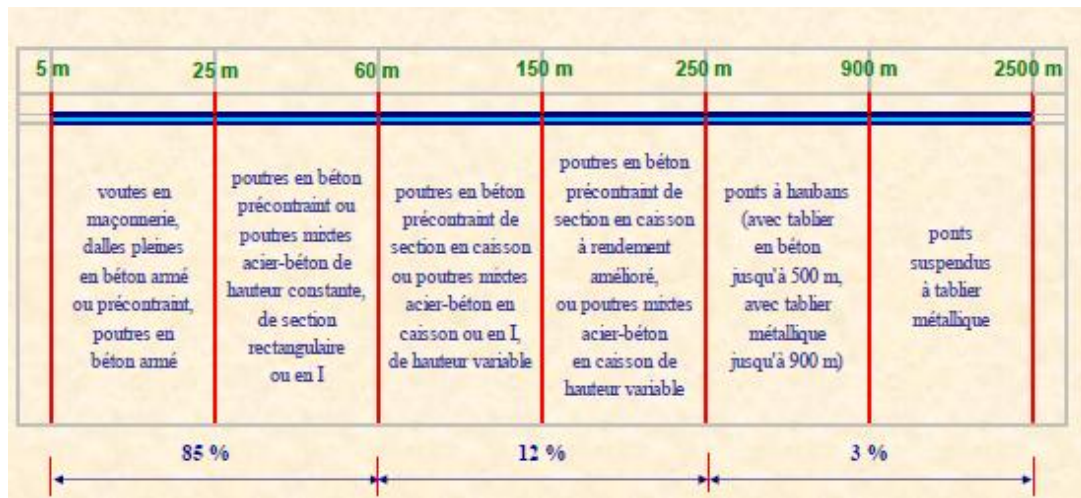 5 m 25 m 60 m 150 m 250 m 900 m 2500 m
voutes en
maçonnerie,
dalles pleines
en béton armé
ou précontraint,
poutres en
béton armé
poutres en béton
précontraint ou
poutres mixtes
acier-béton de
hauteur constante,
de section
rectangulaire
ou en I
poutres en béton
précontraint de
section en caisson
ou poutres mixtes
acier-béton en
caisson ou en I,
de hauteur variable
poutres en béton
précontraint de
section en caisson
à rendement
amélioré,
ou poutres mixtes
acier-béton
en caisson de
hauteur variable
ponts à haubans
(avec tablier
en béton
jusqu'à 500 m,
avec tablier
métallique
jusqu'à 900 m)
ponts
suspendus
à tablier
métallique
85 % 12 % 3 %